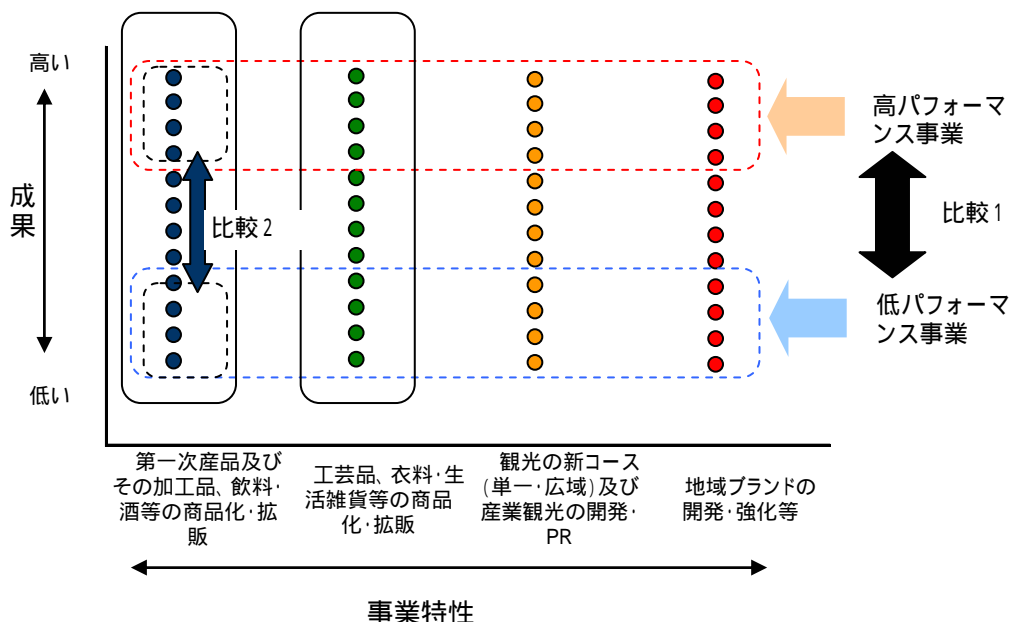 高い
成
果
低い
比較2
高パフォーマ
ンス事業
比較1
低パフォーマ
ンス事業
第一次産品及び
その加工品、飲料・
酒等の商品化・拡
販
工芸品、衣料・生
活雑貨等の商品
化・拡販
観光の新コース
(単一・広域)及び
産業観光の開発・
PR
地域ブランドの
開発・強化等
事業特性